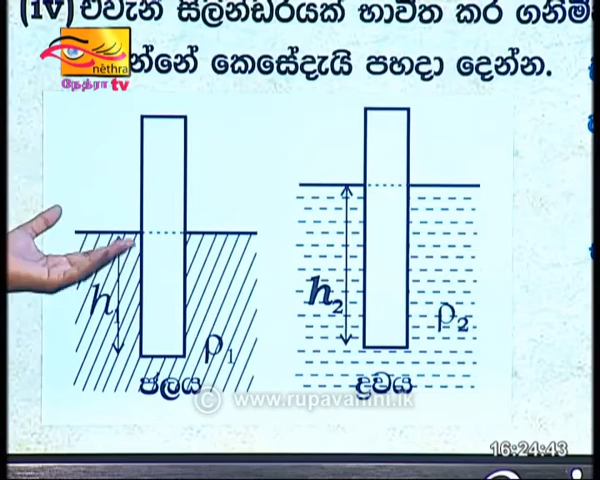 (iv) එවැනි සිලින්ඩරයක් භාවිත කර ගනිමි
න්නේ කෙසේදැයි පහදා දෙන්න.
nēthra
நேத்ரா tv
h₁
ρ₁
ජලය
h₂
ρ₂
ද්‍රවය
© www.rupavahini.lk
16:24:43